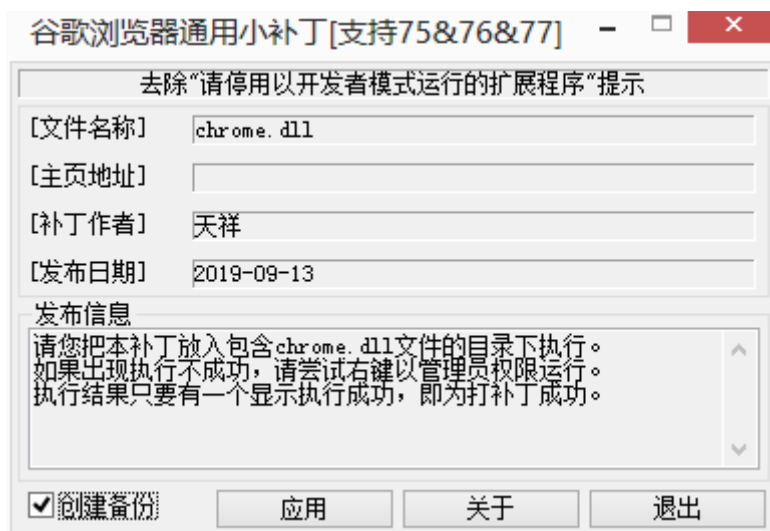 谷歌浏览器通用小补丁[支持75&76&77]
去除“请停用以开发者模式运行的扩展程序“提示
[文件名称] chrome.dll
[主页地址]
[补丁作者] 天祥
[发布日期] 2019-09-13
发布信息
请您把本补丁放入包含chrome.dll文件的目录下执行。
如果出现执行不成功，请尝试右键以管理员权限运行。
执行结果只要有一个显示执行成功，即为打补丁成功。
创建备份 应用 关于 退出